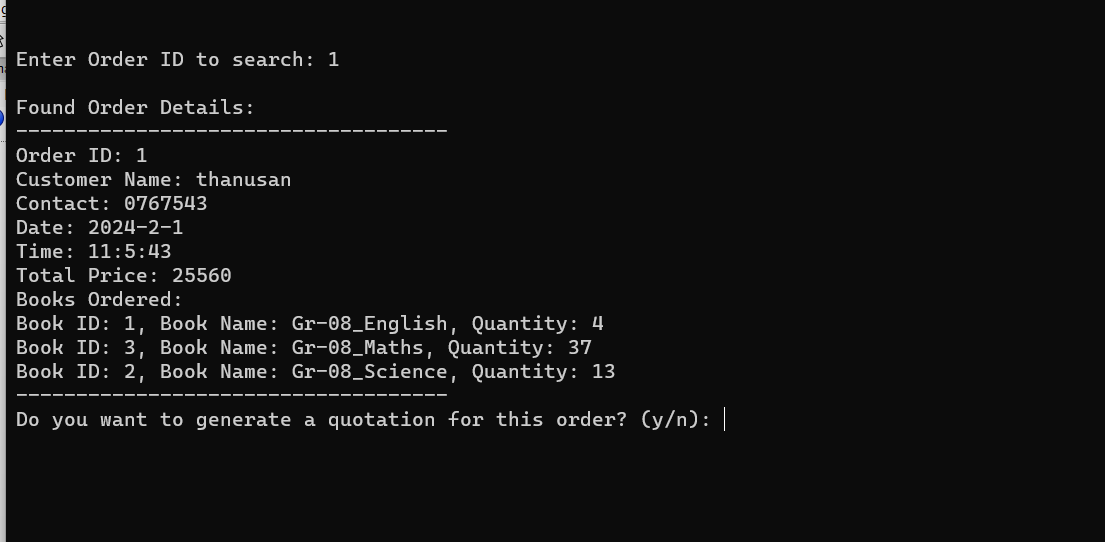 Enter Order ID to search: 1
Found Order Details:
------------------------------------
Order ID: 1
Customer Name: thanusan
Contact: 0767543
Date: 2024-2-1
Time: 11:5:43
Total Price: 25560
Books Ordered:
Book ID: 1, Book Name: Gr-08_English, Quantity: 4
Book ID: 3, Book Name: Gr-08_Maths, Quantity: 37
Book ID: 2, Book Name: Gr-08_Science, Quantity: 13
------------------------------------
Do you want to generate a quotation for this order? (y/n):